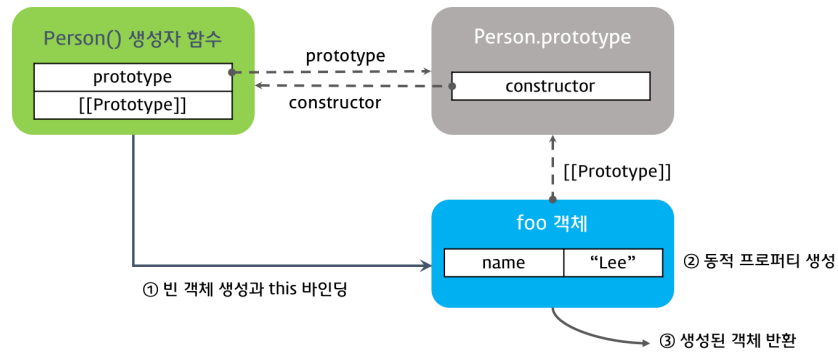 Person() 생성자 함수
prototype
[[Prototype]]
prototype
constructor
Person.prototype
constructor
[[Prototype]]
foo 객체
name
“Lee”
② 동적 프로퍼티 생성
① 빈 객체 생성과 this 바인딩
③ 생성된 객체 반환